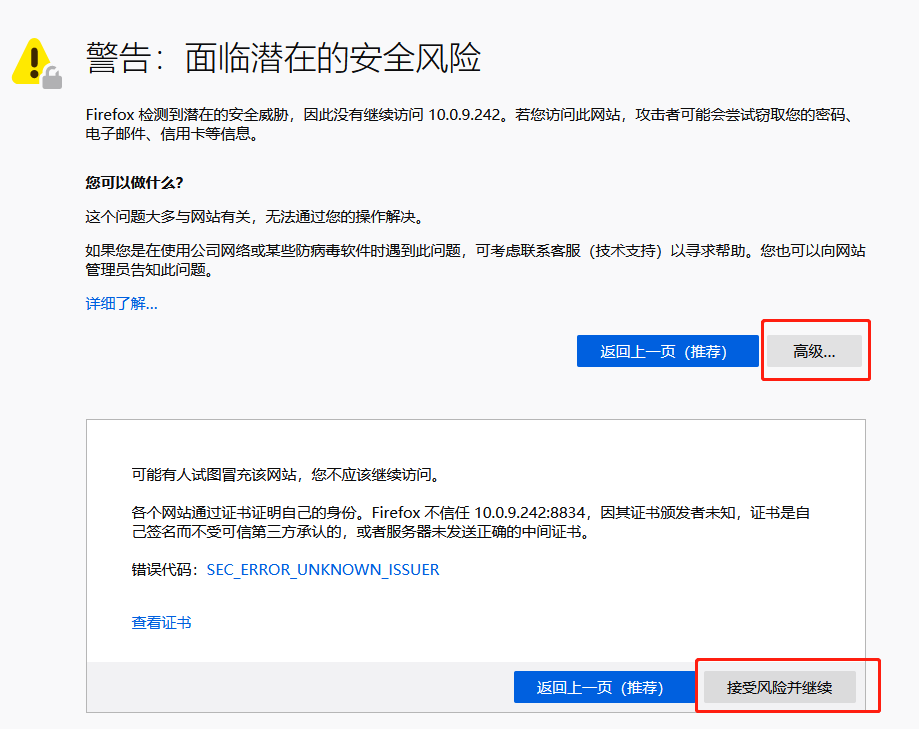 警告：面临潜在的安全风险
Firefox 检测到潜在的安全威胁，因此没有继续访问 10.0.9.242。若您访问此网站，攻击者可能会尝试窃取您的密码、
电子邮件、信用卡等信息。
您可以做什么？
这个问题大多与网站有关，无法通过您的操作解决。
如果您是在使用公司网络或某些防病毒软件时遇到此问题，可考虑联系客服（技术支持）以寻求帮助。您也可以向网站
管理员告知此问题。
详细了解...
返回上一页（推荐） 高级...
可能有人试图冒充该网站，您不应该继续访问。
各个网站通过证书证明自己的身份。Firefox 不信任 10.0.9.242:8834，因其证书颁发者未知，证书是自
己签名而不受可信第三方承认的，或者服务器未发送正确的中间证书。
错误代码：SEC_ERROR_UNKNOWN_ISSUER
查看证书
返回上一页（推荐） 接受风险并继续